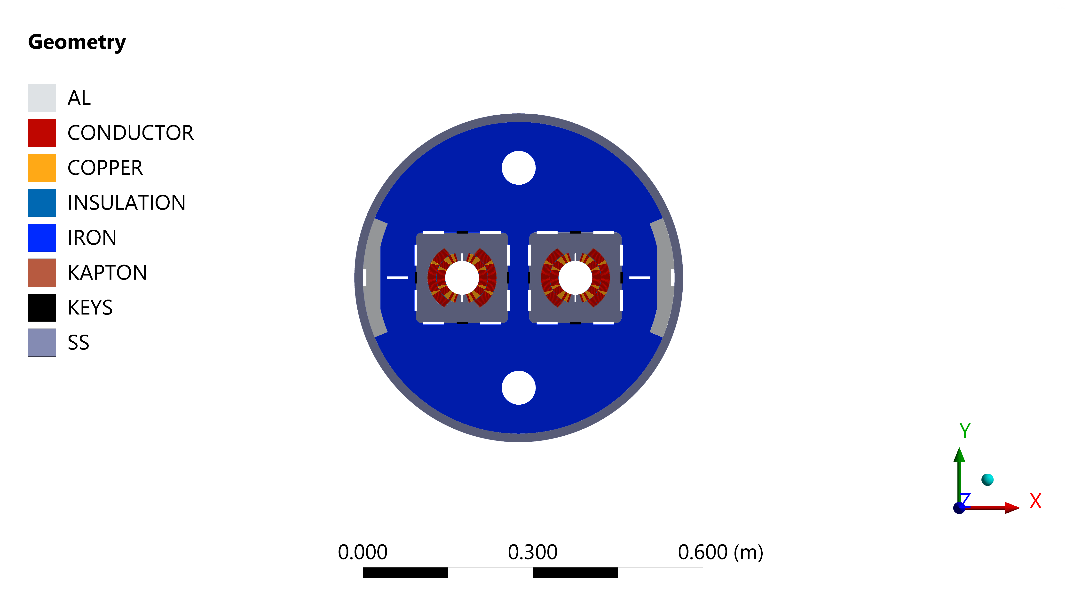 Geometry
AL
CONDUCTOR
COPPER
INSULATION
IRON
KAPTON
KEYS
SS
Y
Z
X
0.000 0.300 0.600 (m)